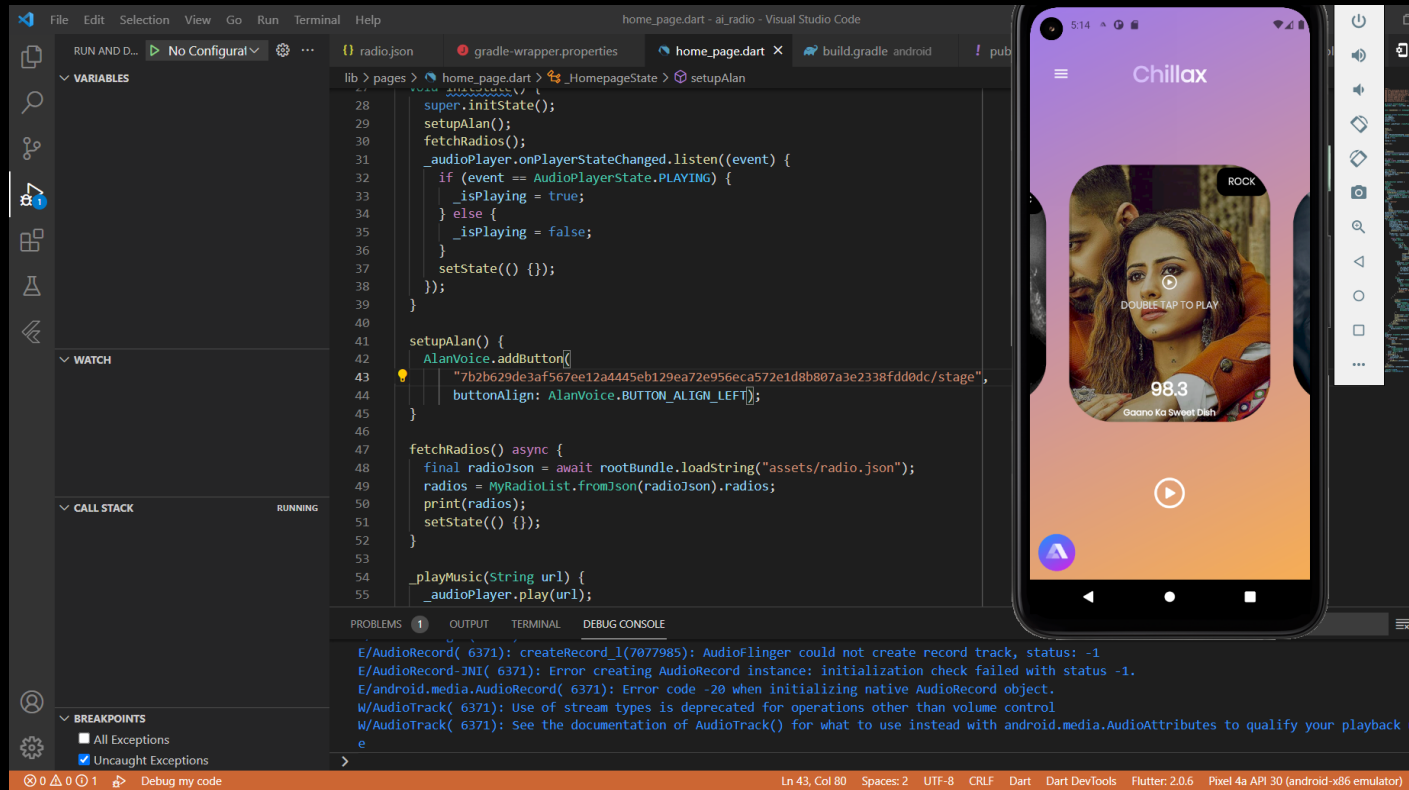 File Edit Selection View Go Run Terminal Help
home_page.dart - ai_radio - Visual Studio Code
RUN AND D... No Configurat
radio.json
gradle-wrapper.properties
home_page.dart
build.gradle android
! pub
lib > pages > home_page.dart > _HomepageState > setupAlan
VARIABLES
WATCH
CALL STACK RUNNING
BREAKPOINTS
All Exceptions
Uncaught Exceptions
27 void initState() {
28 super.initState();
29 setupAlan();
30 fetchRadios();
31 _audioPlayer.onPlayerStateChanged.listen((event) {
32 if (event == AudioPlayerState.PLAYING) {
33 _isPlaying = true;
34 } else {
35 _isPlaying = false;
36 }
37 setState(() {});
38 });
39 }
40
41 setupAlan() {
42 AlanVoice.addButton(
43 "7b2b629de3af567ee12a4445eb129ea72e956eca572e1d8b807a3e2338fdd0dc/stage",
44 buttonAlign: AlanVoice.BUTTON_ALIGN_LEFT);
45 }
46
47 fetchRadios() async {
48 final radioJson = await rootBundle.loadString("assets/radio.json");
49 radios = MyRadioList.fromJson(radioJson).radios;
50 print(radios);
51 setState(() {});
52 }
53
54 _playMusic(String url) {
55 _audioPlayer.play(url);
5:14
Chillax
ROCK
DOUBLE TAP TO PLAY
98.3
Gaano Ka Sweet Dish
PROBLEMS 1 OUTPUT TERMINAL DEBUG CONSOLE
E/AudioRecord( 6371): createRecord_l(7077985): AudioFlinger could not create record track, status: -1
E/AudioRecord-JNI( 6371): Error creating AudioRecord instance: initialization check failed with status -1.
E/android.media.AudioRecord( 6371): Error code -20 when initializing native AudioRecord object.
W/AudioTrack( 6371): Use of stream types is deprecated for operations other than volume control
W/AudioTrack( 6371): See the documentation of AudioTrack() for what to use instead with android.media.AudioAttributes to qualify your playback
e
>
0 0 1 Debug my code
Ln 43, Col 80 Spaces: 2 UTF-8 CRLF Dart Dart DevTools Flutter: 2.0.6 Pixel 4a API 30 (android-x86 emulator)